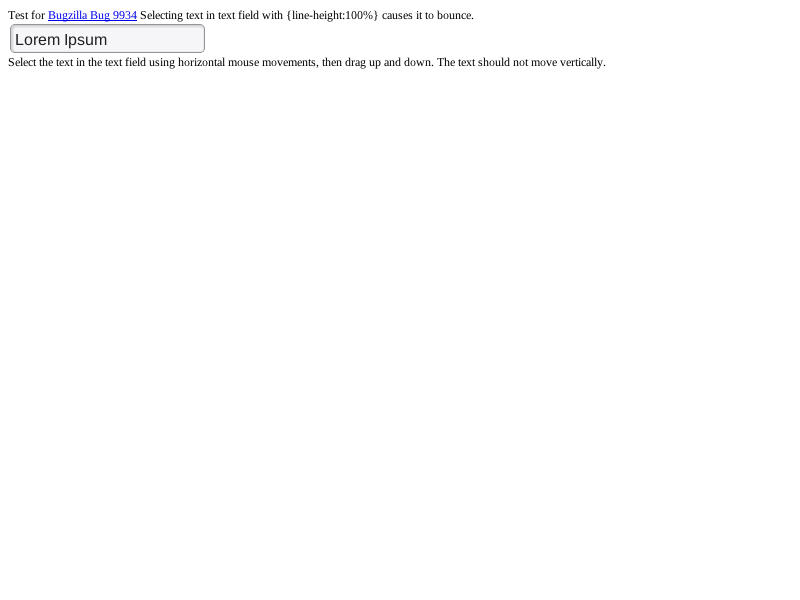 Test for Bugzilla Bug 9934 Selecting text in text field with {line-height:100%} causes it to bounce.
Lorem Ipsum
Select the text in the text field using horizontal mouse movements, then drag up and down. The text should not move vertically.